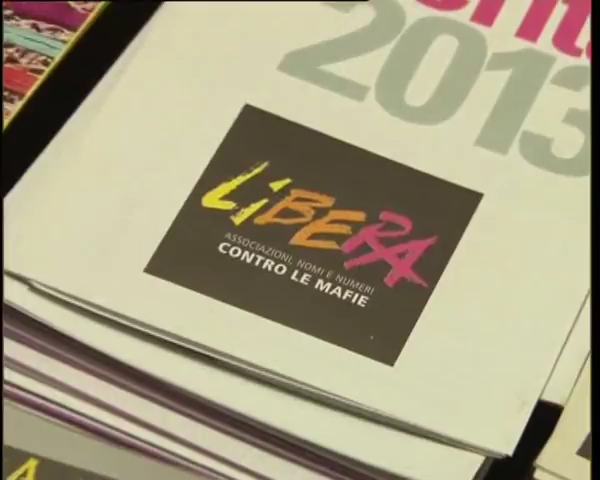 2013
LiBERA
ASSOCIAZIONI, NOMI E NUMERI
CONTRO LE MAFIE